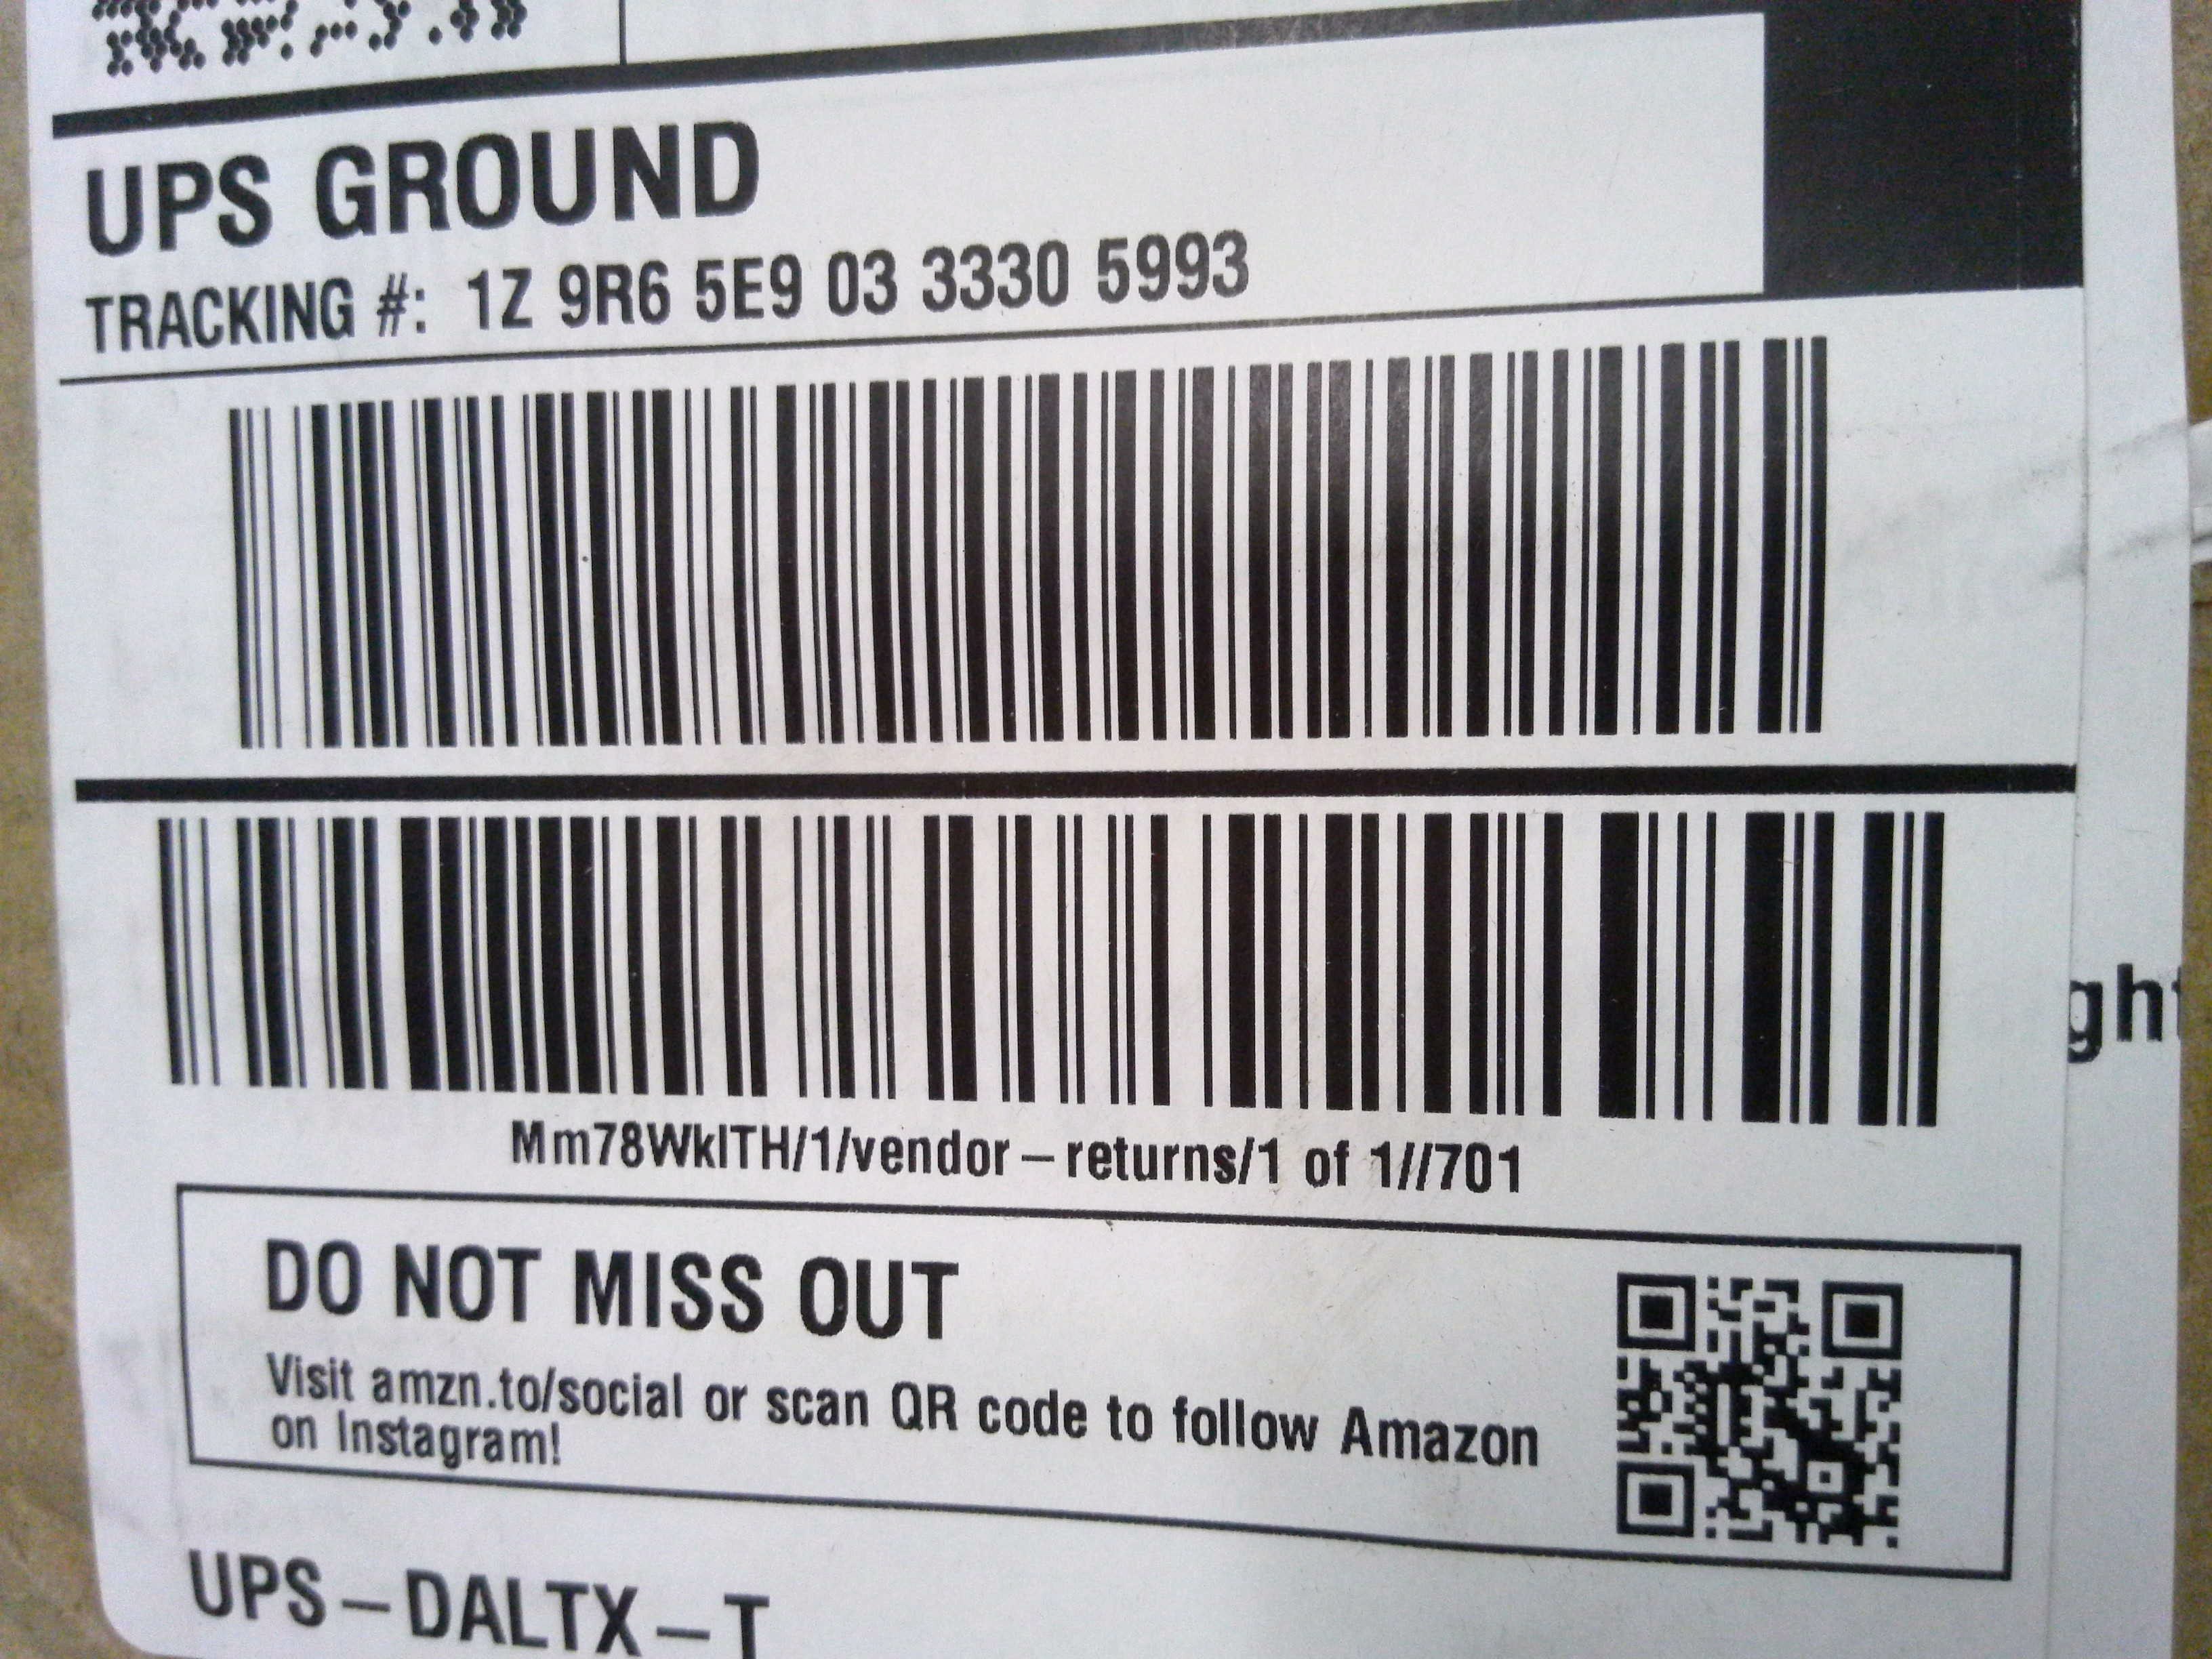 UPS GROUND
TRACKING #: 1Z 9R6 5E9 03 3330 5993
Mm78WkITH/1/vendor – returns/1 of 1//701
DO NOT MISS OUT
Visit amzn.to/social or scan QR code to follow Amazon
on Instagram!
UPS – DALTX – T